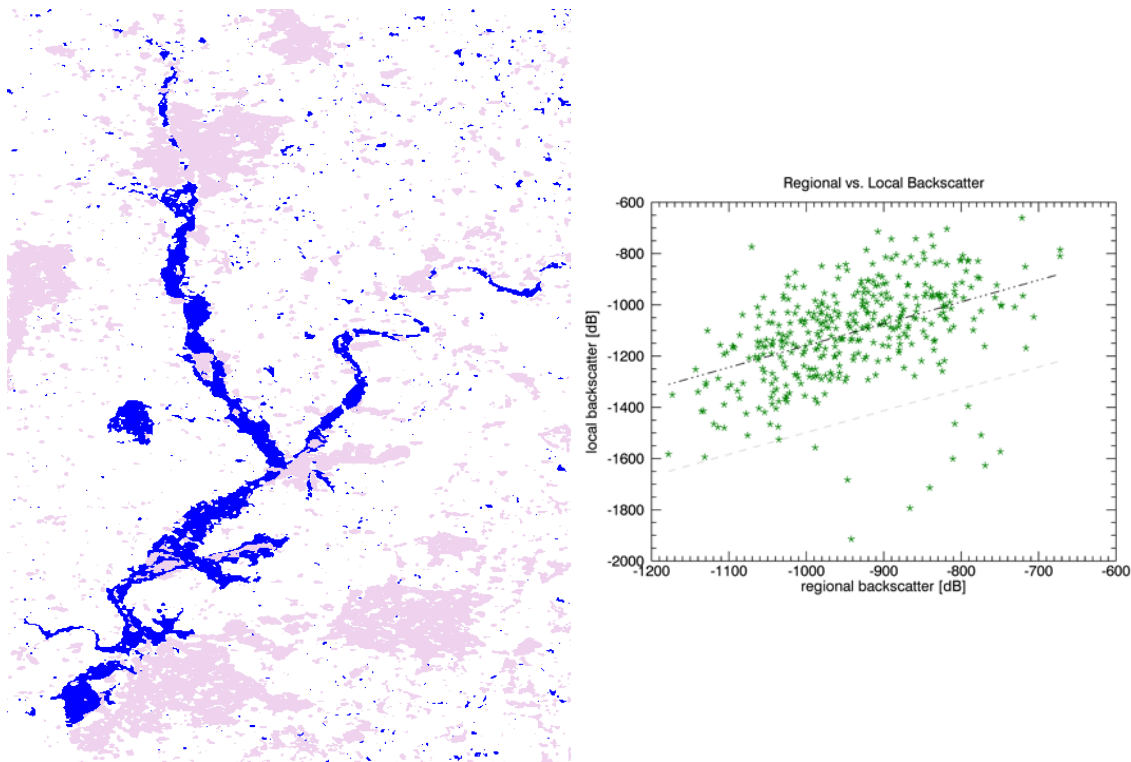 Regional vs. Local Backscatter
-600
-800
-1000
-1200
-1400
-1600
-1800
-2000
local backscatter [dB]
-1200 -1100 -1000 -900 -800 -700 -600
regional backscatter [dB]